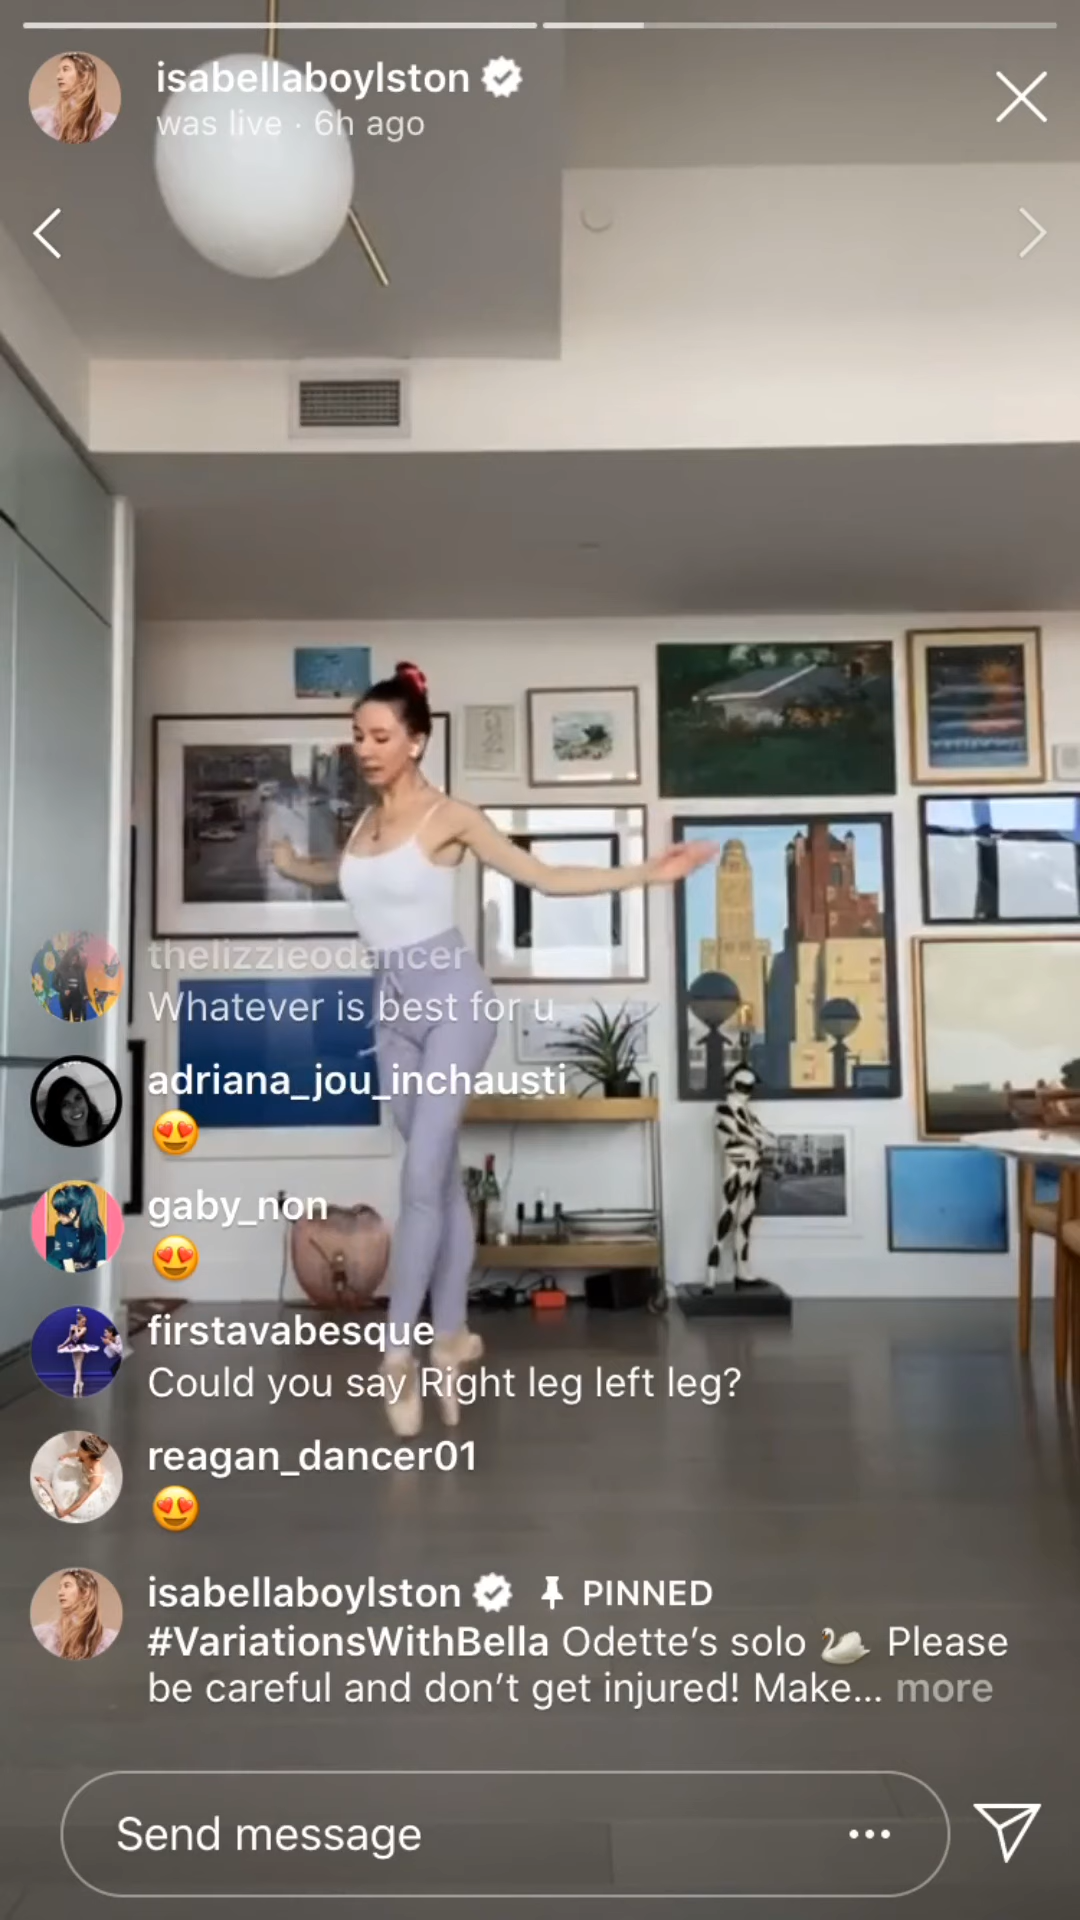 isabellaboylston
was live · 6h ago
thelizzieodancer
Whatever is best for u
adriana_jou_inchausti
😍
gaby_non
😍
firstavabesque
Could you say Right leg left leg?
reagan_dancer01
😍
isabellaboylston PINNED
#VariationsWithBella Odette’s solo 🦢 Please
be careful and don’t get injured! Make... more
Send message